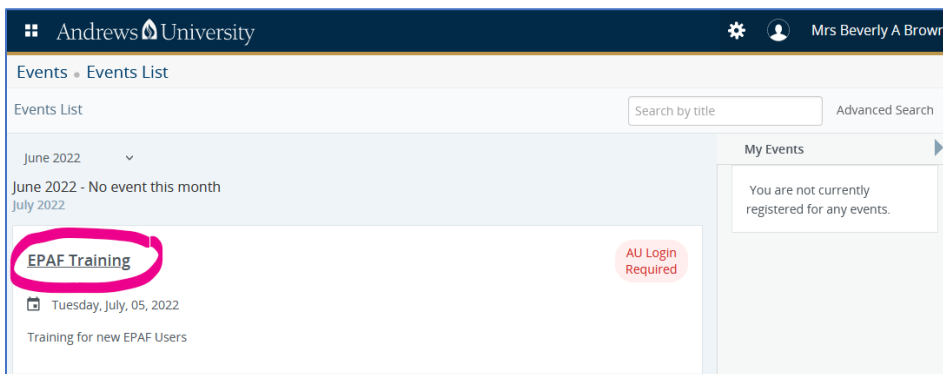 Andrews University
Mrs Beverly A Brown
Events • Events List
Events List
Search by title
Advanced Search
June 2022
June 2022 - No event this month
July 2022
EPAF Training
AU Login
Required
Tuesday, July, 05, 2022
Training for new EPAF Users
My Events
You are not currently
registered for any events.